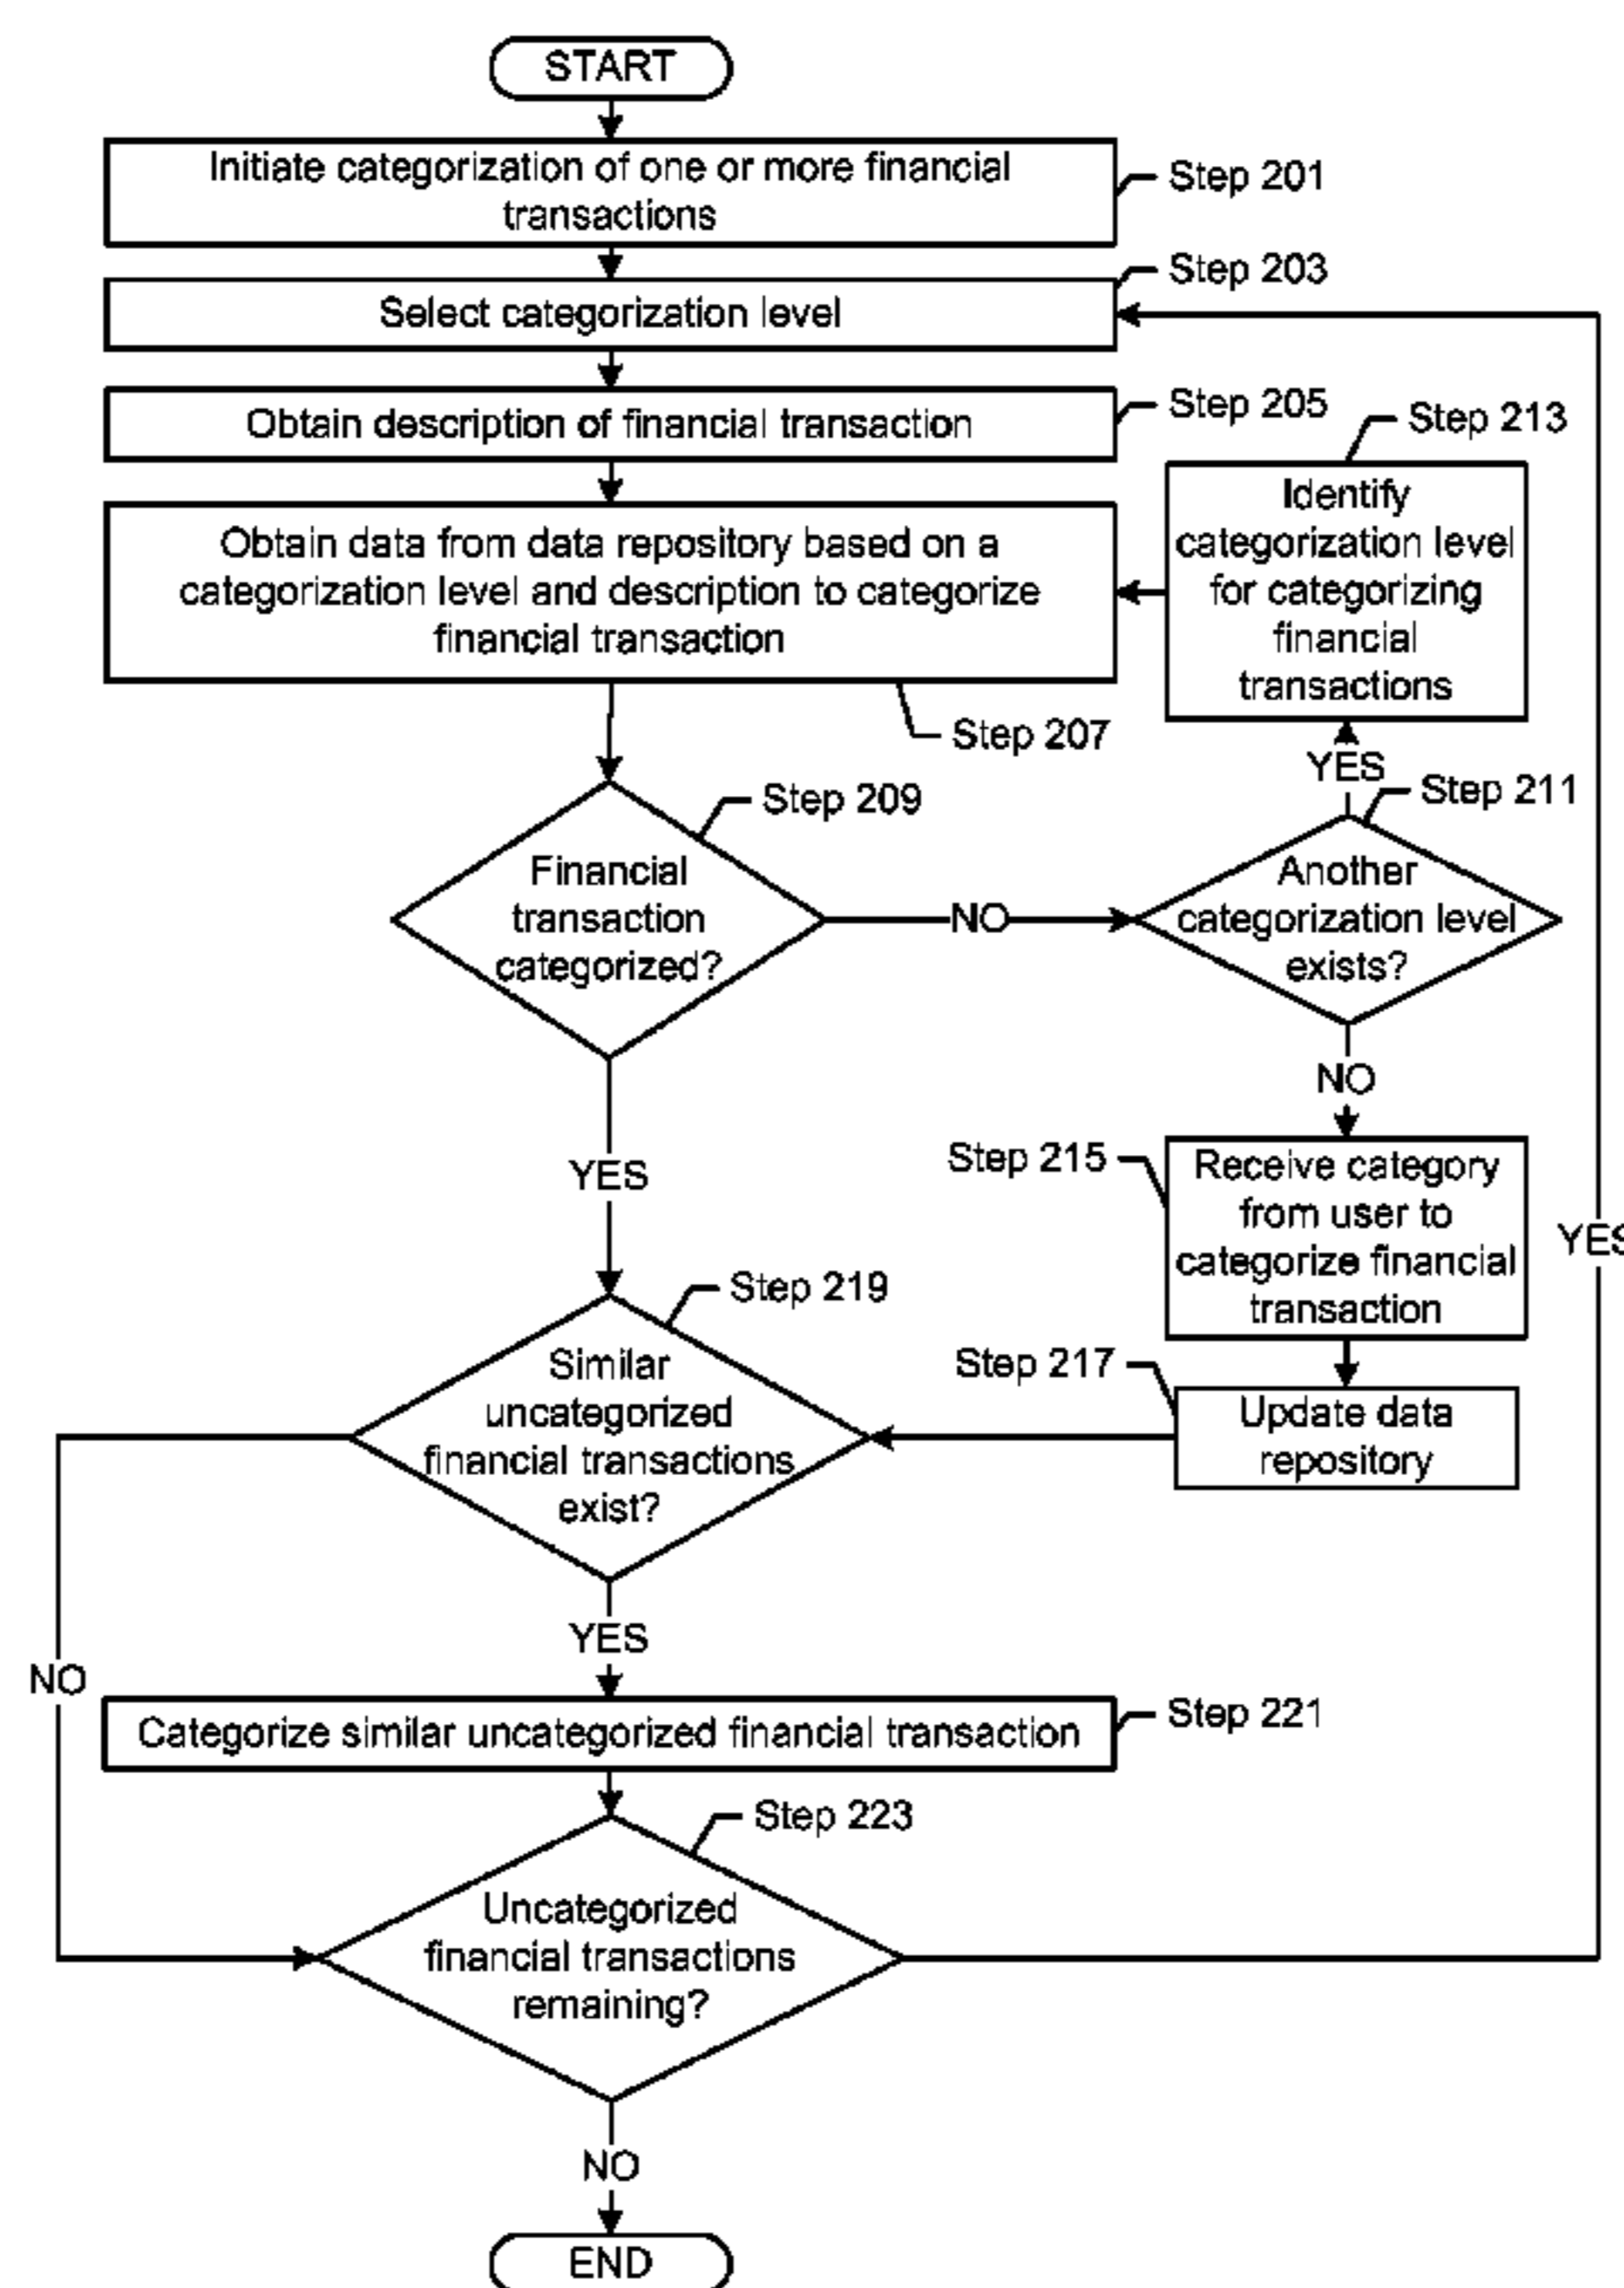 START
Initiate categorization of one or more financial
transactions
Step 201
Step 203
Select categorization level
Obtain description of financial transaction
Step 205
Step 213
Identify
categorization level
for categorizing
financial
transactions
Obtain data from data repository based on a
categorization level and description to categorize
financial transaction
Step 207
YES
Step 209
Step 211
Financial
transaction
categorized?
NO
Another
categorization level
exists?
NO
YES
Step 215
Receive category
from user to
categorize financial
transaction
YES
Step 219
Step 217
Similar
uncategorized
financial transactions
exist?
Update data
repository
YES
NO
Categorize similar uncategorized financial transaction
Step 221
Step 223
Uncategorized
financial transactions
remaining?
NO
END